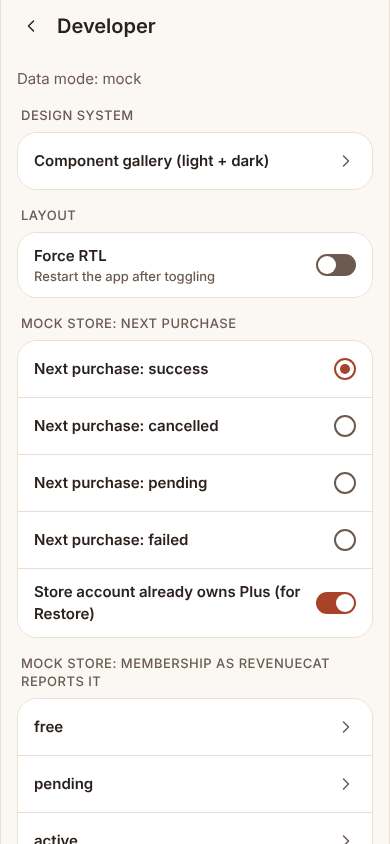 Developer
Data mode: mock
DESIGN SYSTEM
Component gallery (light + dark)
LAYOUT
Force RTL
Restart the app after toggling
MOCK STORE: NEXT PURCHASE
Next purchase: success
Next purchase: cancelled
Next purchase: pending
Next purchase: failed
Store account already owns Plus (for
Restore)
MOCK STORE: MEMBERSHIP AS REVENUECAT
REPORTS IT
free
pending
active